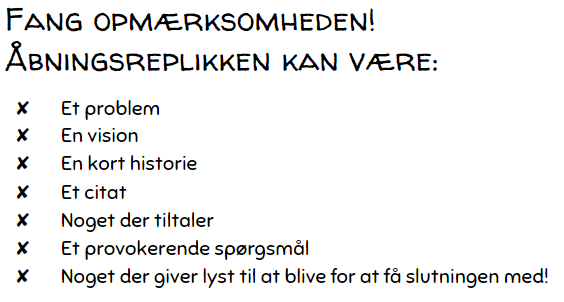 Fang opmærksomheden!
Åbningsreplikken kan være:
✘ Et problem
✘ En vision
✘ En kort historie
✘ Et citat
✘ Noget der tiltaler
✘ Et provokerende spørgsmål
✘ Noget der giver lyst til at blive for at få slutningen med!